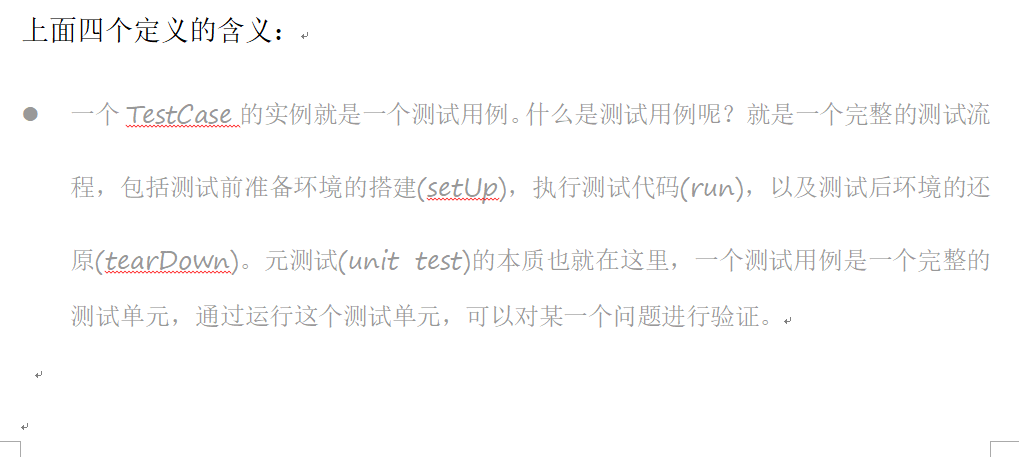 上面四个定义的含义：
● 一个 TestCase 的实例就是一个测试用例。什么是测试用例呢？就是一个完整的测试流
程，包括测试前准备环境的搭建(setUp)，执行测试代码(run)，以及测试后环境的还
原(tearDown)。元测试(unit test)的本质也就在这里，一个测试用例是一个完整的
测试单元，通过运行这个测试单元，可以对某一个问题进行验证。